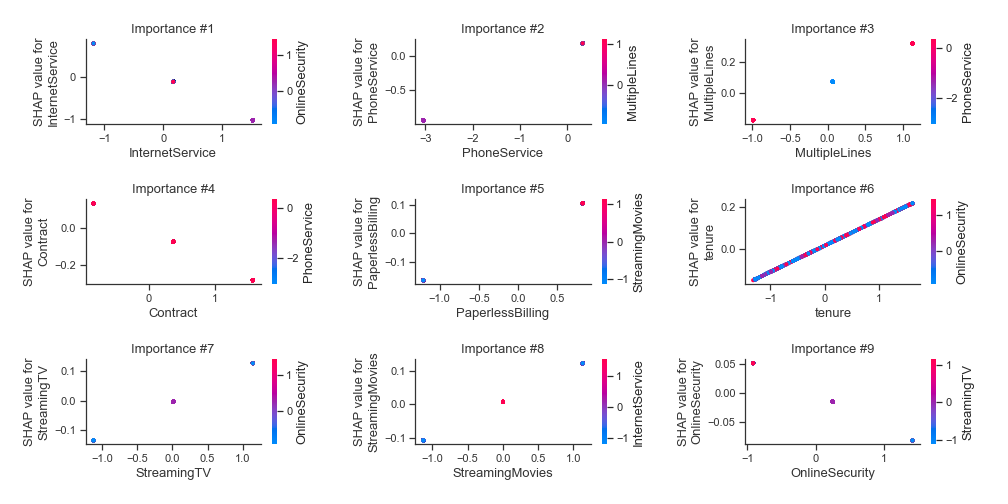 Importance #1
SHAP value for
InternetService
0
−1
−1
0
1
InternetService
1
0
OnlineSecurity
Importance #2
SHAP value for
PhoneService
0.0
−0.5
−3
−2
−1
0
PhoneService
1
0
MultipleLines
Importance #3
SHAP value for
MultipleLines
0.2
0.0
−1.0
−0.5
0.0
0.5
1.0
MultipleLines
0
−2
PhoneService
Importance #4
SHAP value for
Contract
0.0
−0.2
0
1
Contract
0
−2
PhoneService
Importance #5
SHAP value for
PaperlessBilling
0.1
0.0
−0.1
−1.0
−0.5
0.0
0.5
PaperlessBilling
1
0
−1
StreamingMovies
Importance #6
SHAP value for
tenure
0.2
0.0
−1
0
1
tenure
1
0
OnlineSecurity
Importance #7
SHAP value for
StreamingTV
0.1
0.0
−0.1
−1.0
−0.5
0.0
0.5
1.0
StreamingTV
1
0
OnlineSecurity
Importance #8
SHAP value for
StreamingMovies
0.1
0.0
−0.1
−1.0
−0.5
0.0
0.5
1.0
StreamingMovies
1
0
−1
InternetService
Importance #9
SHAP value for
OnlineSecurity
0.05
0.00
−0.05
−1
0
1
OnlineSecurity
1
0
−1
StreamingTV